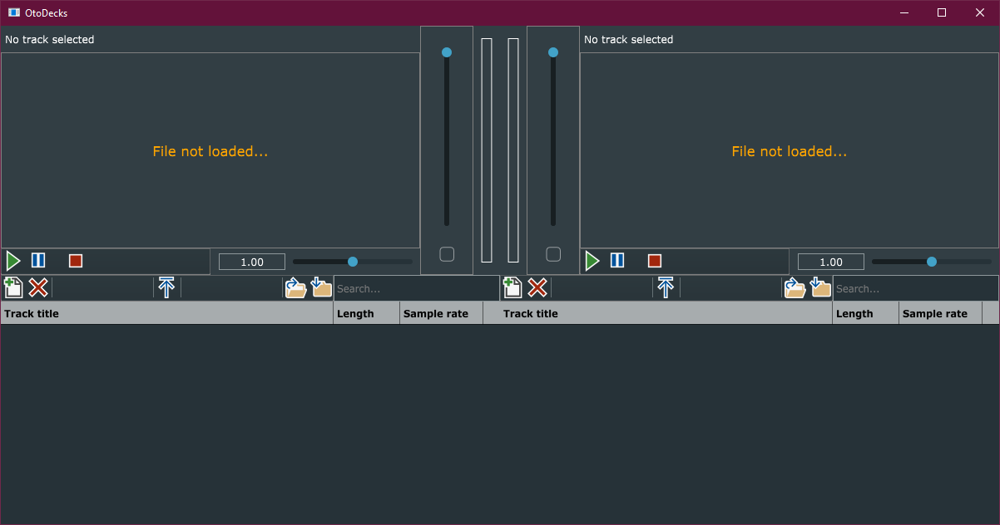 OtoDecks
No track selected
No track selected
File not loaded...
File not loaded...
1.00
1.00
Search...
Search...
Track title Length Sample rate
Track title Length Sample rate